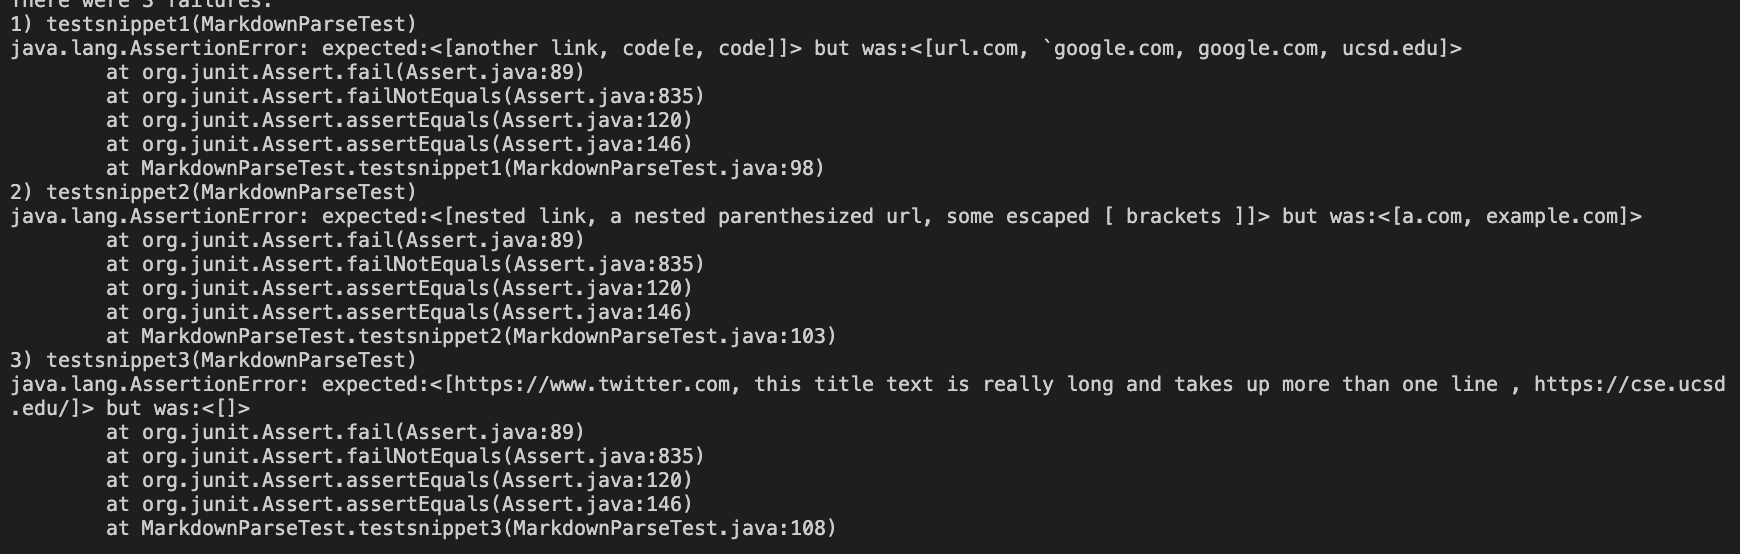 There were 3 failures:
1) testsnippet1(MarkdownParseTest)
java.lang.AssertionError: expected:<[another link, code[e, code]]> but was:<[url.com, `google.com, google.com, ucsd.edu]>
        at org.junit.Assert.fail(Assert.java:89)
        at org.junit.Assert.failNotEquals(Assert.java:835)
        at org.junit.Assert.assertEquals(Assert.java:120)
        at org.junit.Assert.assertEquals(Assert.java:146)
        at MarkdownParseTest.testsnippet1(MarkdownParseTest.java:98)
2) testsnippet2(MarkdownParseTest)
java.lang.AssertionError: expected:<[nested link, a nested parenthesized url, some escaped [ brackets ]]> but was:<[a.com, example.com]>
        at org.junit.Assert.fail(Assert.java:89)
        at org.junit.Assert.failNotEquals(Assert.java:835)
        at org.junit.Assert.assertEquals(Assert.java:120)
        at org.junit.Assert.assertEquals(Assert.java:146)
        at MarkdownParseTest.testsnippet2(MarkdownParseTest.java:103)
3) testsnippet3(MarkdownParseTest)
java.lang.AssertionError: expected:<[https://www.twitter.com, this title text is really long and takes up more than one line , https://cse.ucsd
.edu/]> but was:<[]>
        at org.junit.Assert.fail(Assert.java:89)
        at org.junit.Assert.failNotEquals(Assert.java:835)
        at org.junit.Assert.assertEquals(Assert.java:120)
        at org.junit.Assert.assertEquals(Assert.java:146)
        at MarkdownParseTest.testsnippet3(MarkdownParseTest.java:108)